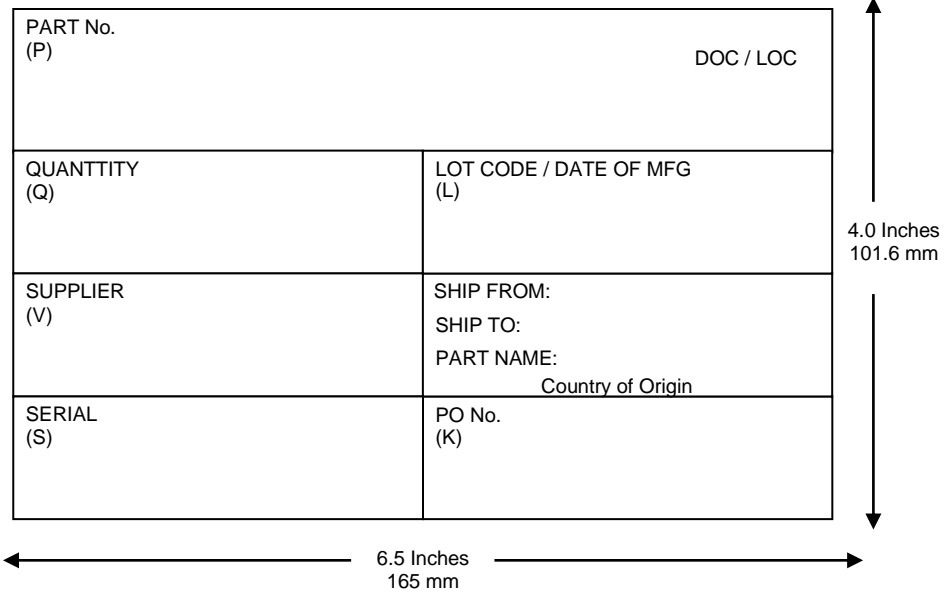 PART No.
(P)
DOC / LOC
QUANTTITY
(Q)
LOT CODE / DATE OF MFG
(L)
4.0 Inches
101.6 mm
SUPPLIER
(V)
SHIP FROM:
SHIP TO:
PART NAME:
Country of Origin
SERIAL
(S)
PO No.
(K)
6.5 Inches
165 mm